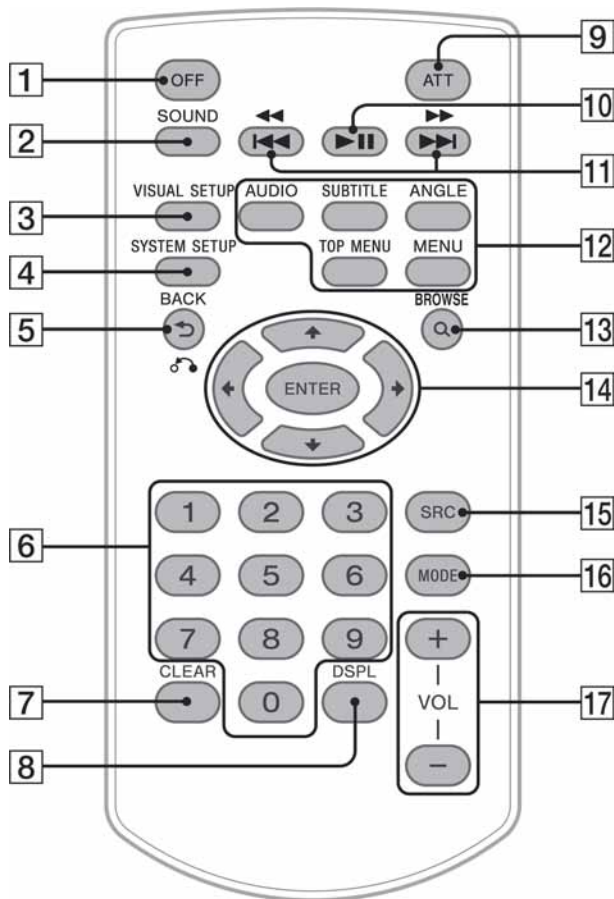 9
1 OFF ATT
SOUND 10
2
11
VISUAL SETUP AUDIO SUBTITLE ANGLE
3
SYSTEM SETUP TOP MENU MENU 12
4
BACK BROWSE
5 13
ENTER 14
1 2 3 SRC 15
6
4 5 6 MODE 16
7 8 9 +
CLEAR DSPL
7 0 VOL 17
8
−